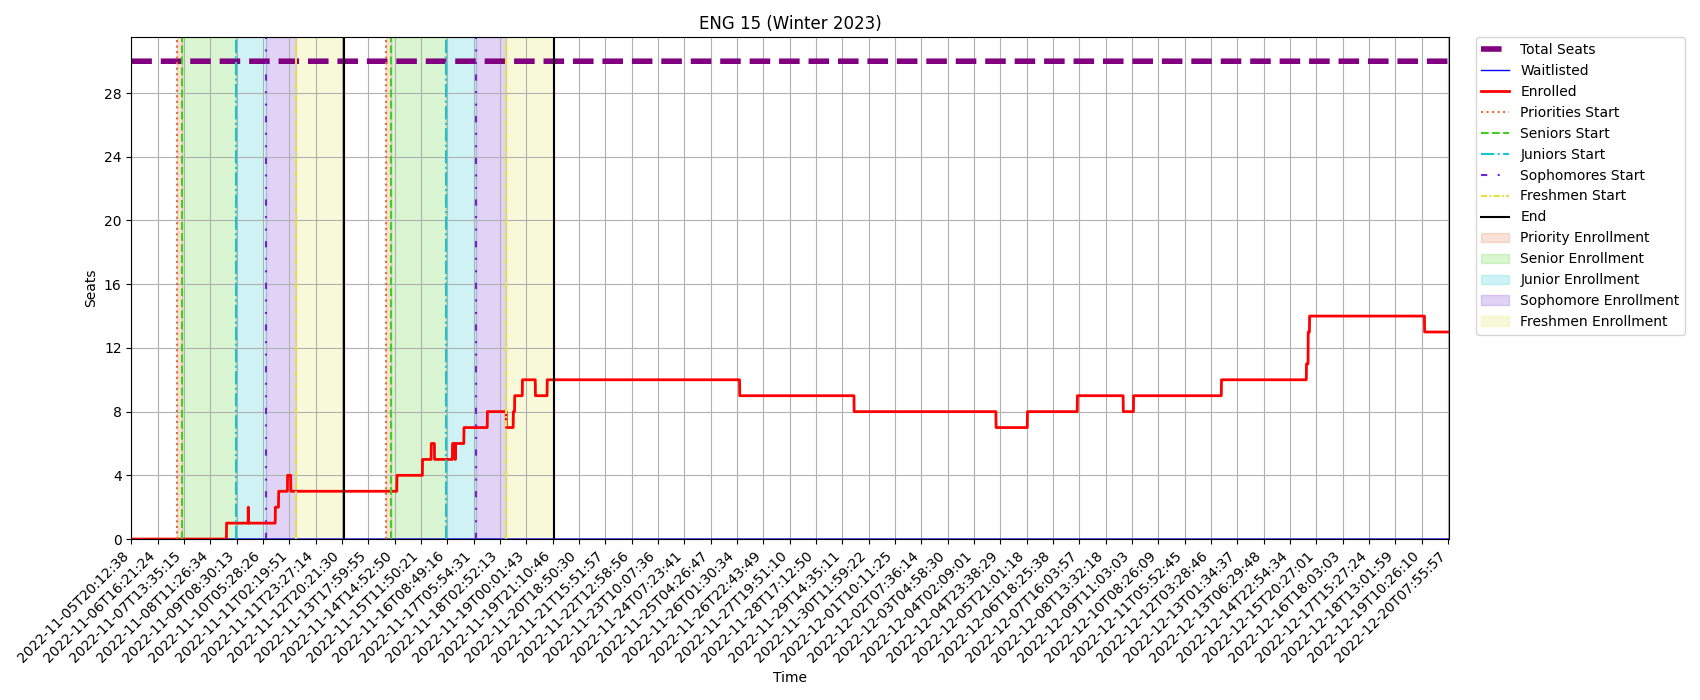 ENG 15 (Winter 2023)
Total Seats
Waitlisted
Enrolled
Priorities Start
Seniors Start
Juniors Start
Sophomores Start
Freshmen Start
End
Priority Enrollment
Senior Enrollment
Junior Enrollment
Sophomore Enrollment
Freshmen Enrollment
Seats
28
24
20
16
12
8
4
0
2022-11-05T20:12:38
2022-11-06T16:21:24
2022-11-07T13:35:15
2022-11-08T11:26:34
2022-11-09T08:30:13
2022-11-10T05:28:26
2022-11-11T02:19:51
2022-11-11T23:27:14
2022-11-12T20:21:30
2022-11-13T17:59:55
2022-11-14T14:52:50
2022-11-15T11:50:21
2022-11-16T08:49:16
2022-11-17T05:54:31
2022-11-18T02:52:13
2022-11-19T00:01:43
2022-11-19T21:10:46
2022-11-20T18:50:30
2022-11-21T15:51:57
2022-11-22T12:58:56
2022-11-23T10:07:36
2022-11-24T07:23:41
2022-11-25T04:26:47
2022-11-26T01:30:34
2022-11-26T22:43:49
2022-11-27T19:51:10
2022-11-28T17:12:50
2022-11-29T14:35:11
2022-11-30T11:59:22
2022-12-01T10:11:25
2022-12-02T07:36:14
2022-12-03T04:58:30
2022-12-04T02:09:01
2022-12-04T23:38:29
2022-12-05T21:01:18
2022-12-06T18:25:38
2022-12-07T16:03:57
2022-12-08T13:32:18
2022-12-09T11:03:03
2022-12-10T08:26:09
2022-12-11T05:52:45
2022-12-12T03:28:46
2022-12-13T01:34:37
2022-12-13T06:29:48
2022-12-14T22:54:34
2022-12-15T20:27:01
2022-12-16T18:03:03
2022-12-17T15:27:24
2022-12-18T13:01:59
2022-12-19T10:26:10
2022-12-20T07:55:57
Time